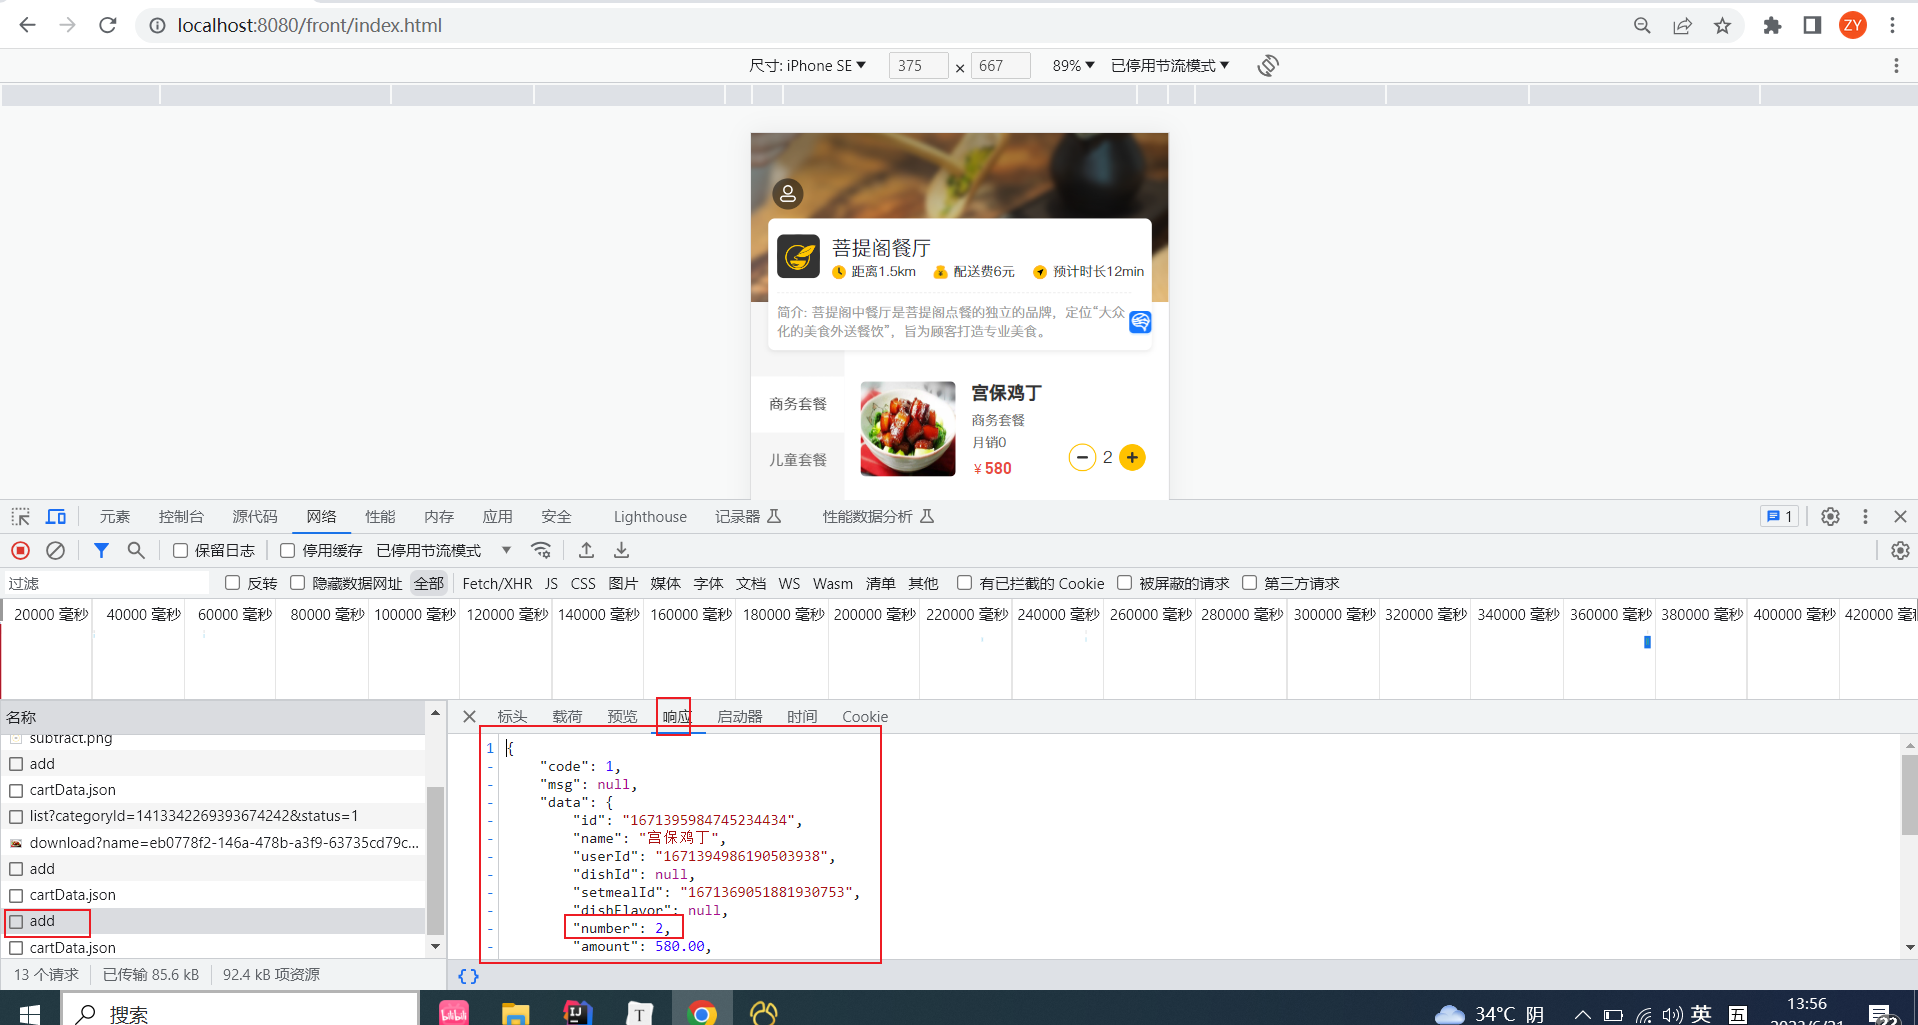 localhost:8080/front/index.html
ZY
尺寸: iPhone SE ▼ 375 × 667 89% ▼ 已停用节流模式 ▼
菩提阁餐厅
距离1.5km 配送费6元 预计时长12min
简介: 菩提阁中餐厅是菩提阁点餐的独立的品牌，定位“大众
化的美食外送餐饮”，旨为顾客打造专业美食。
商务套餐
儿童套餐
宫保鸡丁
商务套餐
月销0
￥580
2
元素 控制台 源代码 网络 性能 内存 应用 安全 Lighthouse 记录器 性能数据分析 1
保留日志 停用缓存 已停用节流模式 ▼
过滤 反转 隐藏数据网址 全部 Fetch/XHR JS CSS 图片 媒体 字体 文档 WS Wasm 清单 其他 有已拦截的 Cookie 被屏蔽的请求 第三方请求
20000 毫秒 40000 毫秒 60000 毫秒 80000 毫秒 100000 毫秒 120000 毫秒 140000 毫秒 160000 毫秒 180000 毫秒 200000 毫秒 220000 毫秒 240000 毫秒 260000 毫秒 280000 毫秒 300000 毫秒 320000 毫秒 340000 毫秒 360000 毫秒 380000 毫秒 400000 毫秒 420000 毫秒
名称
subtract.png
add
cartData.json
list?categoryId=1413342269393674242&status=1
download?name=eb0778f2-146a-478b-a3f9-63735cd79c...
add
cartData.json
add
cartData.json
13 个请求 已传输 85.6 kB 92.4 kB 项资源
标头 载荷 预览 响应 启动器 时间 Cookie
1 {
- "code": 1,
- "msg": null,
- "data": {
- "id": "1671395984745234434",
- "name": "宫保鸡丁",
- "userId": "1671394986190503938",
- "dishId": null,
- "setmealId": "1671369051881930753",
- "dishFlavor": null,
- "number": 2,
- "amount": 580.00,
{ }
搜索
bilibili
IJ
T
34°C 阴
英
五
13:56
2023/6/21
22